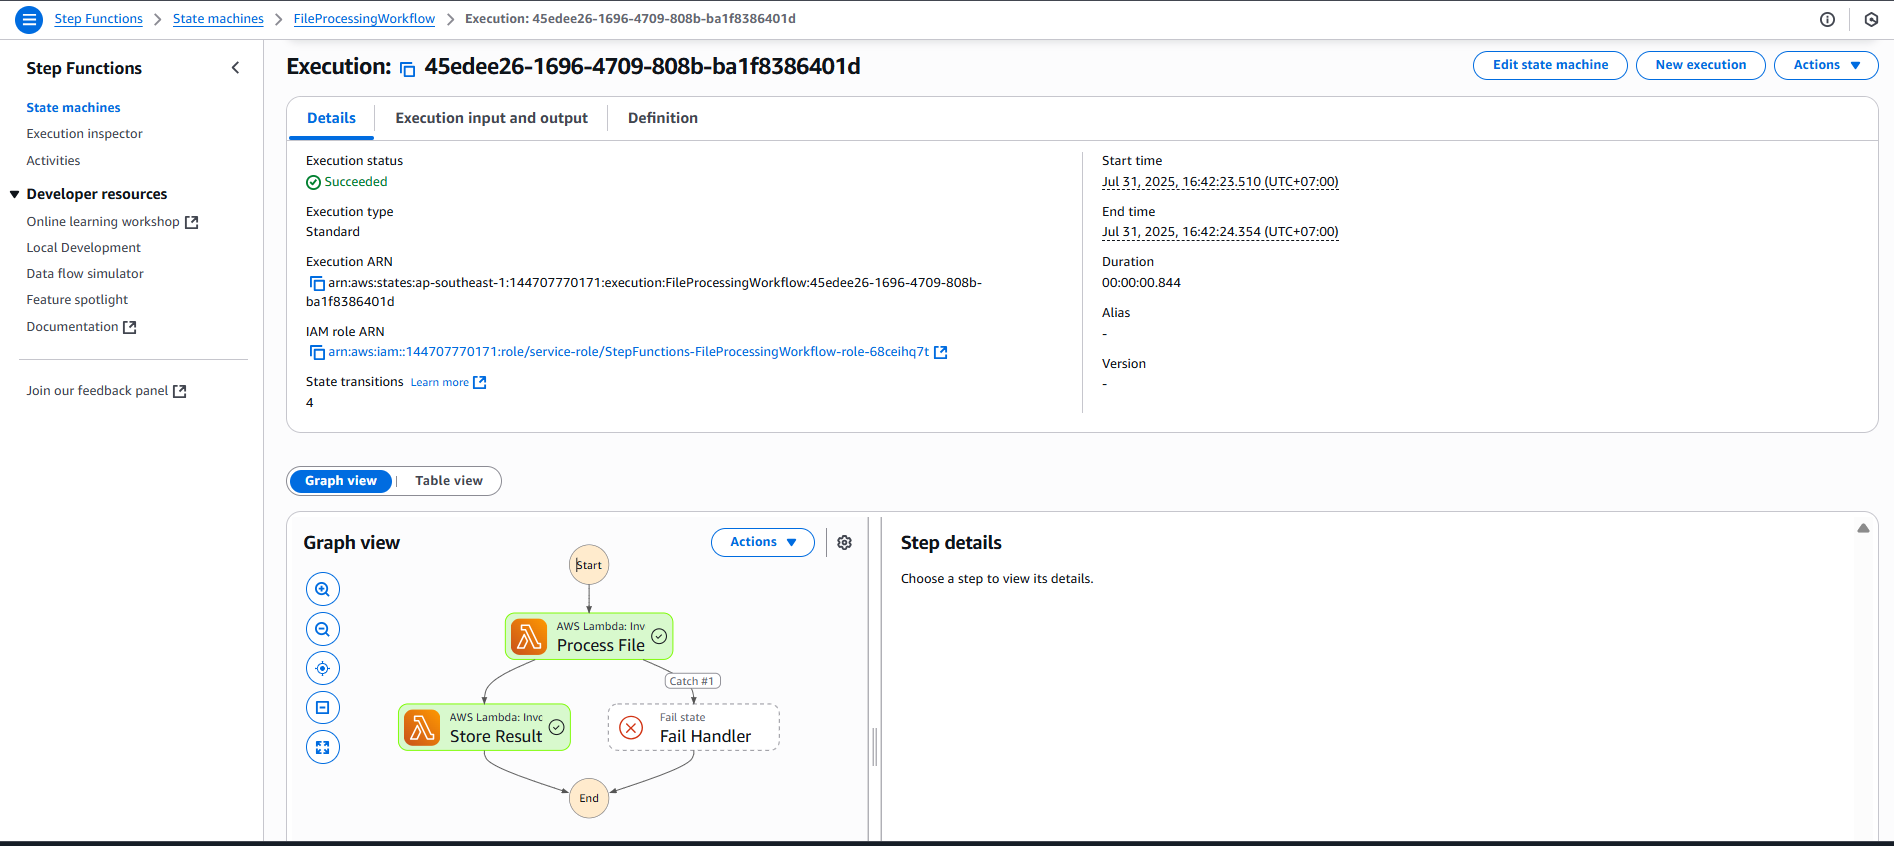 Step Functions > State machines > FileProcessingWorkflow > Execution: 45edee26-1696-4709-808b-ba1f8386401d
Step Functions
State machines
Execution inspector
Activities
Developer resources
Online learning workshop
Local Development
Data flow simulator
Feature spotlight
Documentation
Join our feedback panel
Execution: 45edee26-1696-4709-808b-ba1f8386401d
Edit state machine
New execution
Actions
Details
Execution input and output
Definition
Execution status
Succeeded
Execution type
Standard
Execution ARN
arn:aws:states:ap-southeast-1:144707770171:execution:FileProcessingWorkflow:45edee26-1696-4709-808b-
ba1f8386401d
IAM role ARN
arn:aws:iam::144707770171:role/service-role/StepFunctions-FileProcessingWorkflow-role-68ceihq7t
State transitions Learn more
4
Start time
Jul 31, 2025, 16:42:23.510 (UTC+07:00)
End time
Jul 31, 2025, 16:42:24.354 (UTC+07:00)
Duration
00:00:00.844
Alias
-
Version
-
Graph view
Table view
Graph view
Actions
Start
AWS Lambda: Inv
Process File
Catch #1
AWS Lambda: Invc
Store Result
Fail state
Fail Handler
End
Step details
Choose a step to view its details.